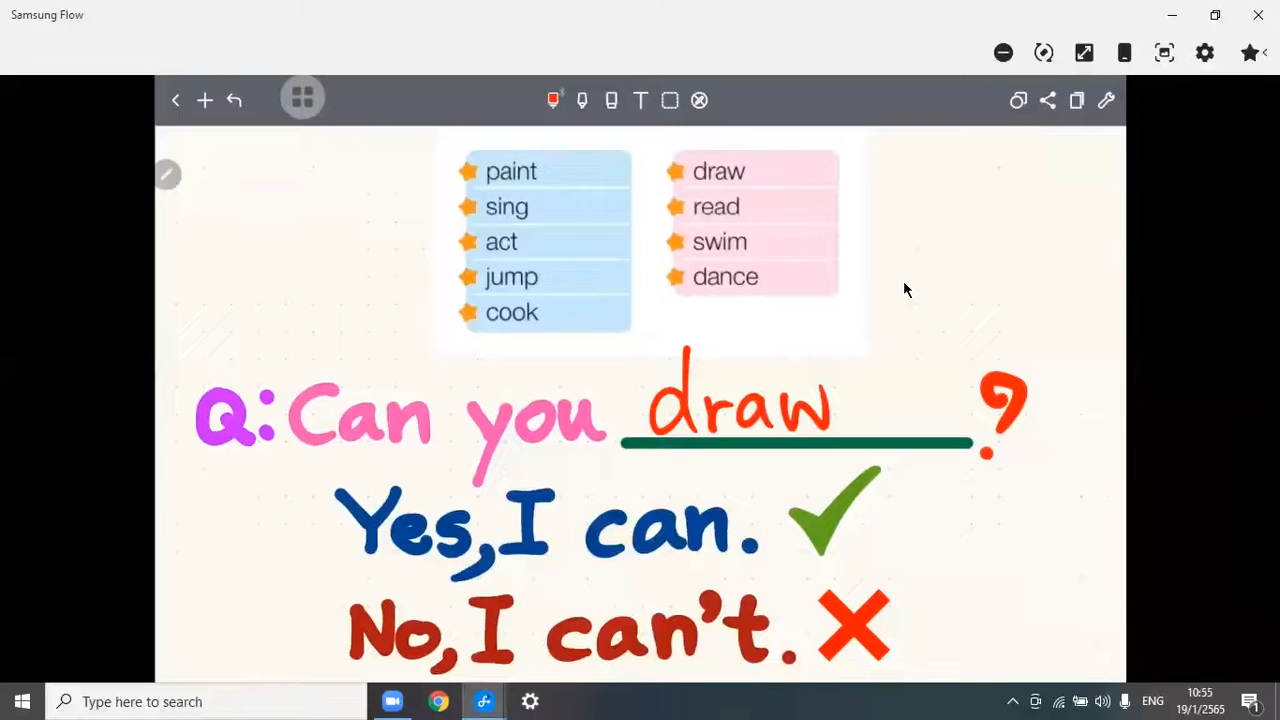 Samsung Flow
paint
sing
act
jump
cook
draw
read
swim
dance
Q: Can you draw ?
Yes, I can.
No, I can't.
Type here to search
ENG
10:55
19/1/2565
1